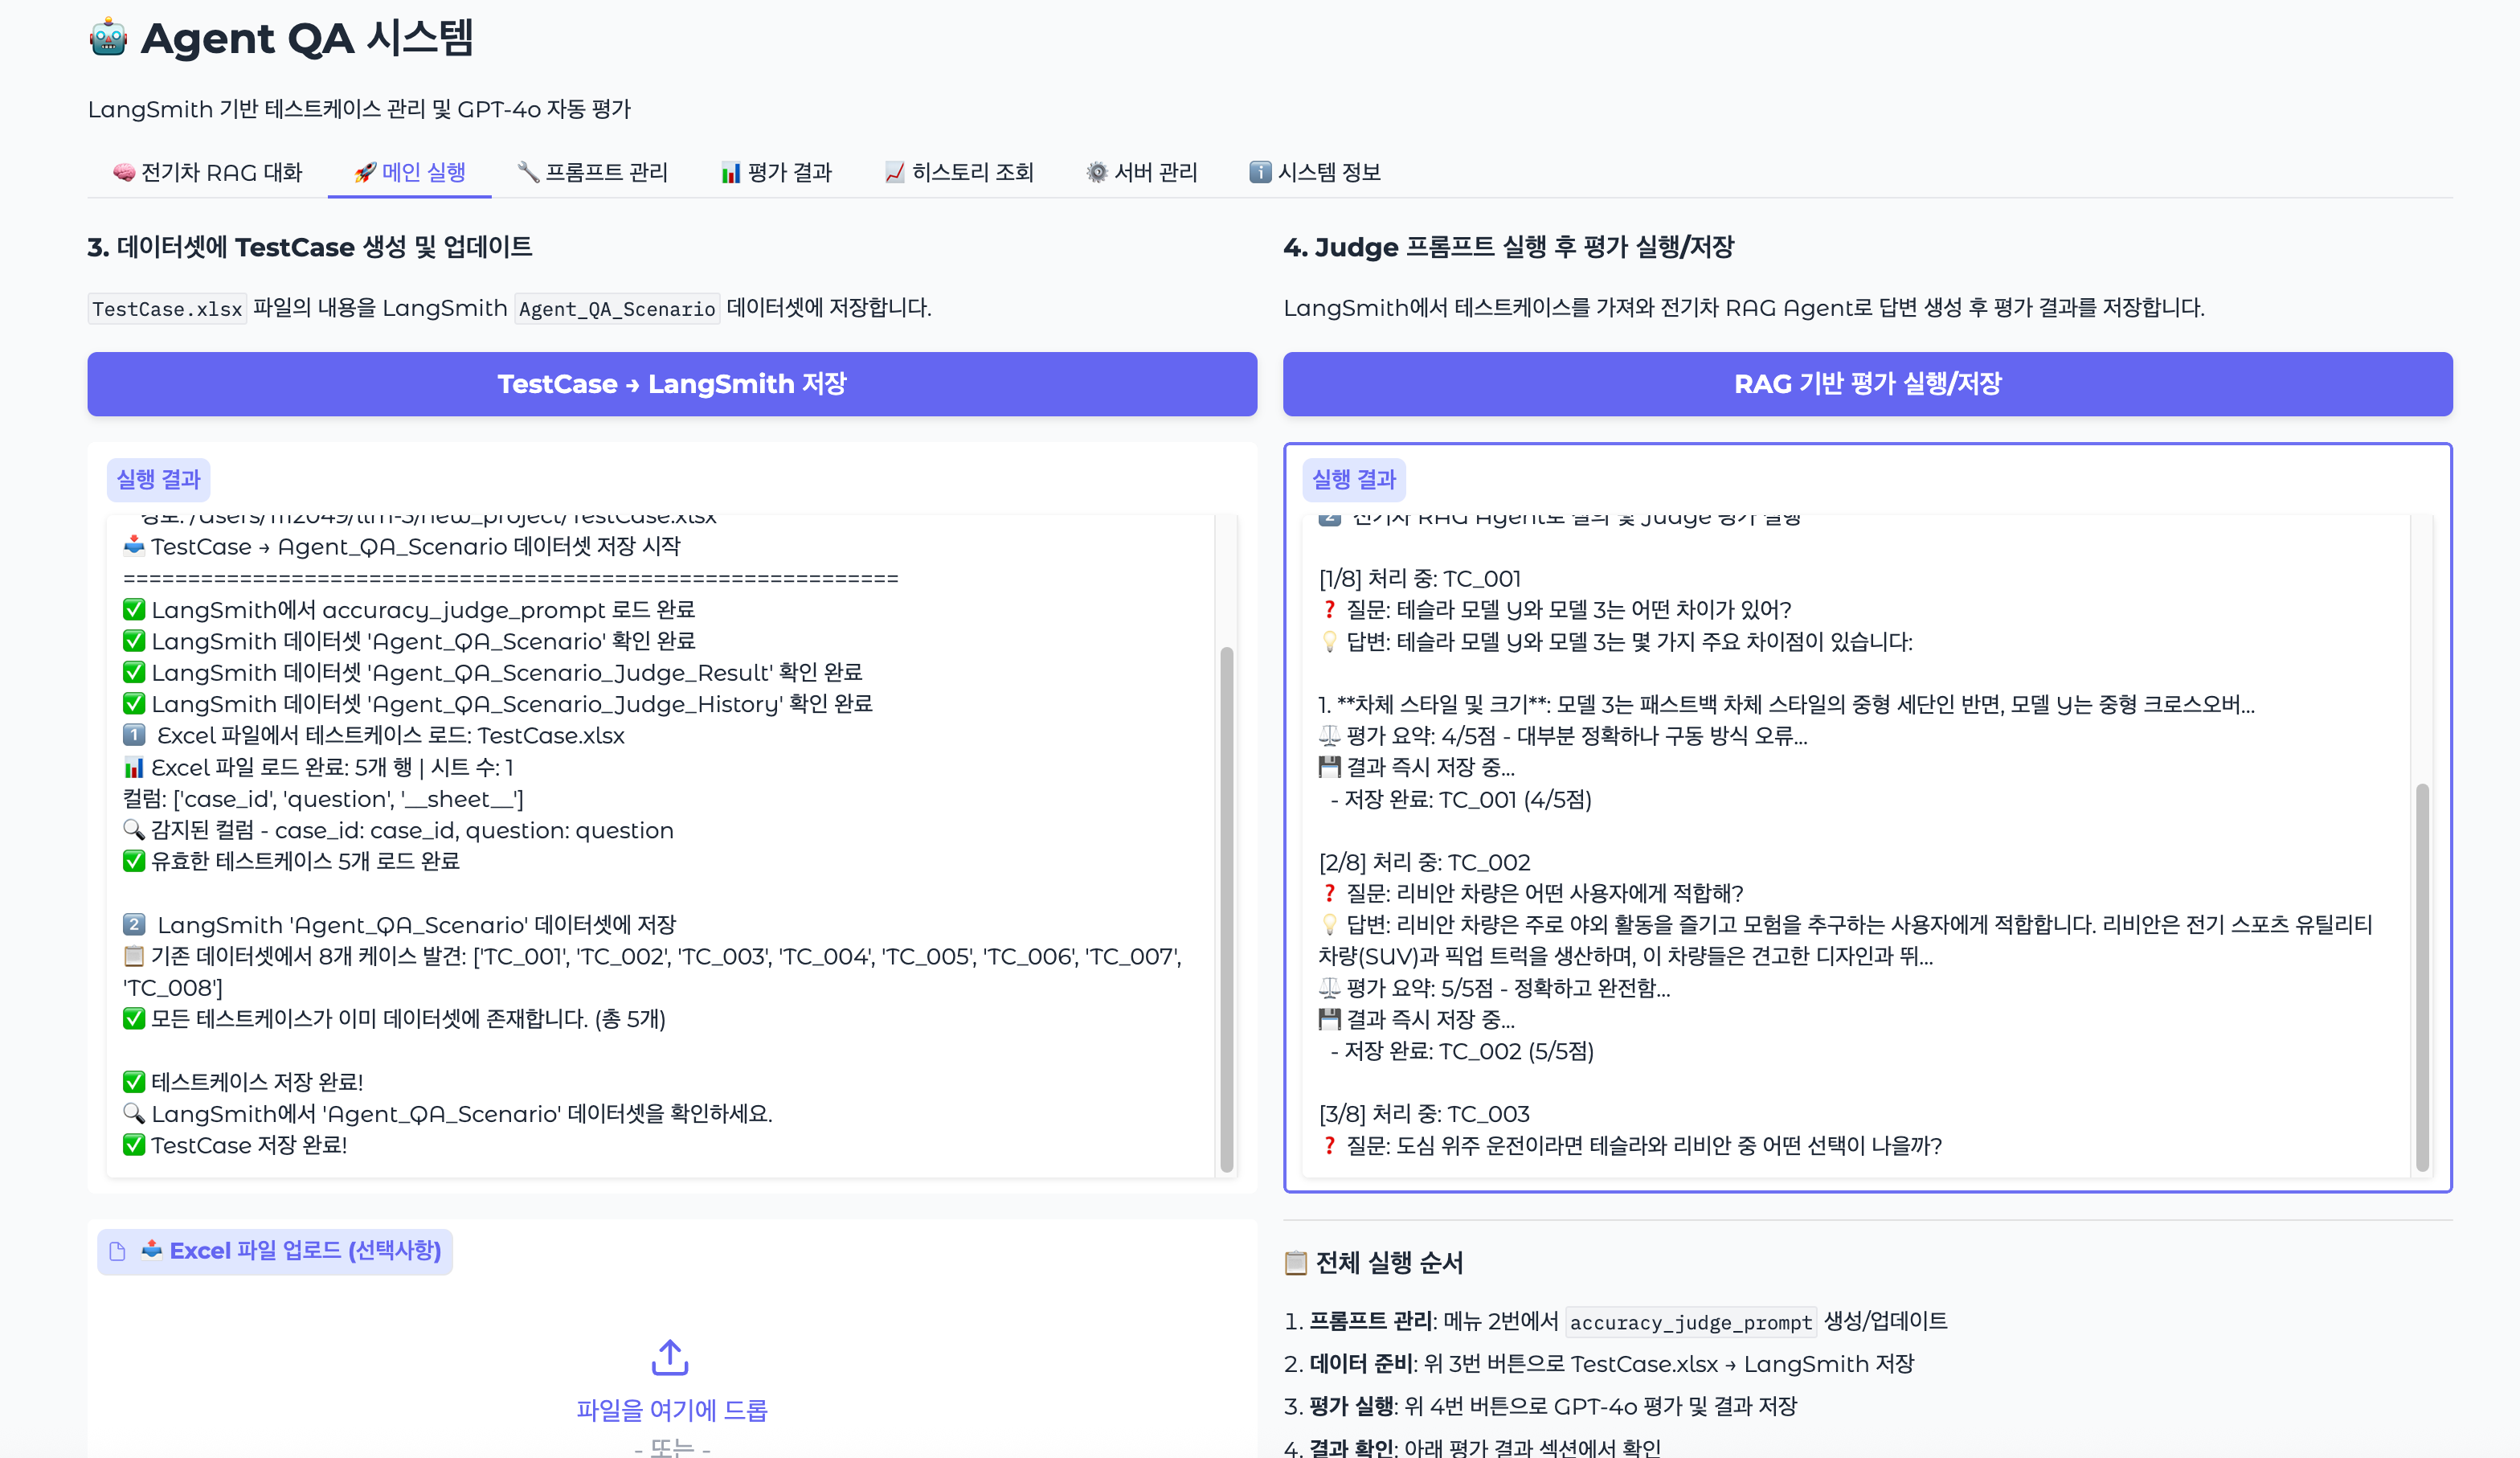 🤖 Agent QA 시스템
LangSmith 기반 테스트케이스 관리 및 GPT-4o 자동 평가
🧠 전기차 RAG 대화 🚀 메인 실행 🔧 프롬프트 관리 📊 평가 결과 📈 히스토리 조회 ⚙️ 서버 관리 ℹ️ 시스템 정보
3. 데이터셋에 TestCase 생성 및 업데이트
TestCase.xlsx 파일의 내용을 LangSmith Agent_QA_Scenario 데이터셋에 저장합니다.
TestCase → LangSmith 저장
실행 결과
📥 TestCase → Agent_QA_Scenario 데이터셋 저장 시작
============================================================
✅ LangSmith에서 accuracy_judge_prompt 로드 완료
✅ LangSmith 데이터셋 'Agent_QA_Scenario' 확인 완료
✅ LangSmith 데이터셋 'Agent_QA_Scenario_Judge_Result' 확인 완료
✅ LangSmith 데이터셋 'Agent_QA_Scenario_Judge_History' 확인 완료
1️⃣ Excel 파일에서 테스트케이스 로드: TestCase.xlsx
📊 Excel 파일 로드 완료: 5개 행 | 시트 수: 1
컬럼: ['case_id', 'question', '__sheet__']
🔍 감지된 컬럼 - case_id: case_id, question: question
✅ 유효한 테스트케이스 5개 로드 완료
2️⃣ LangSmith 'Agent_QA_Scenario' 데이터셋에 저장
📋 기존 데이터셋에서 8개 케이스 발견: ['TC_001', 'TC_002', 'TC_003', 'TC_004', 'TC_005', 'TC_006', 'TC_007',
'TC_008']
✅ 모든 테스트케이스가 이미 데이터셋에 존재합니다. (총 5개)
✅ 테스트케이스 저장 완료!
🔍 LangSmith에서 'Agent_QA_Scenario' 데이터셋을 확인하세요.
✅ TestCase 저장 완료!
📤 Excel 파일 업로드 (선택사항)
파일을 여기에 드롭
- 또는 -
4. Judge 프롬프트 실행 후 평가 실행/저장
LangSmith에서 테스트케이스를 가져와 전기차 RAG Agent로 답변 생성 후 평가 결과를 저장합니다.
RAG 기반 평가 실행/저장
실행 결과
2️⃣ 전기차 RAG Agent로 질의 및 Judge 평가 실행
[1/8] 처리 중: TC_001
❓ 질문: 테슬라 모델 Y와 모델 3는 어떤 차이가 있어?
💡 답변: 테슬라 모델 Y와 모델 3는 몇 가지 주요 차이점이 있습니다:
1. **차체 스타일 및 크기**: 모델 3는 패스트백 차체 스타일의 중형 세단인 반면, 모델 Y는 중형 크로스오버...
⚖️ 평가 요약: 4/5점 - 대부분 정확하나 구동 방식 오류...
💾 결과 즉시 저장 중...
- 저장 완료: TC_001 (4/5점)
[2/8] 처리 중: TC_002
❓ 질문: 리비안 차량은 어떤 사용자에게 적합해?
💡 답변: 리비안 차량은 주로 야외 활동을 즐기고 모험을 추구하는 사용자에게 적합합니다. 리비안은 전기 스포츠 유틸리티
차량(SUV)과 픽업 트럭을 생산하며, 이 차량들은 견고한 디자인과 뛰...
⚖️ 평가 요약: 5/5점 - 정확하고 완전함...
💾 결과 즉시 저장 중...
- 저장 완료: TC_002 (5/5점)
[3/8] 처리 중: TC_003
❓ 질문: 도심 위주 운전이라면 테슬라와 리비안 중 어떤 선택이 나을까?
📋 전체 실행 순서
1. 프롬프트 관리: 메뉴 2번에서 accuracy_judge_prompt 생성/업데이트
2. 데이터 준비: 위 3번 버튼으로 TestCase.xlsx → LangSmith 저장
3. 평가 실행: 위 4번 버튼으로 GPT-4o 평가 및 결과 저장
4. 결과 확인: 아래 평가 결과 섹션에서 확인